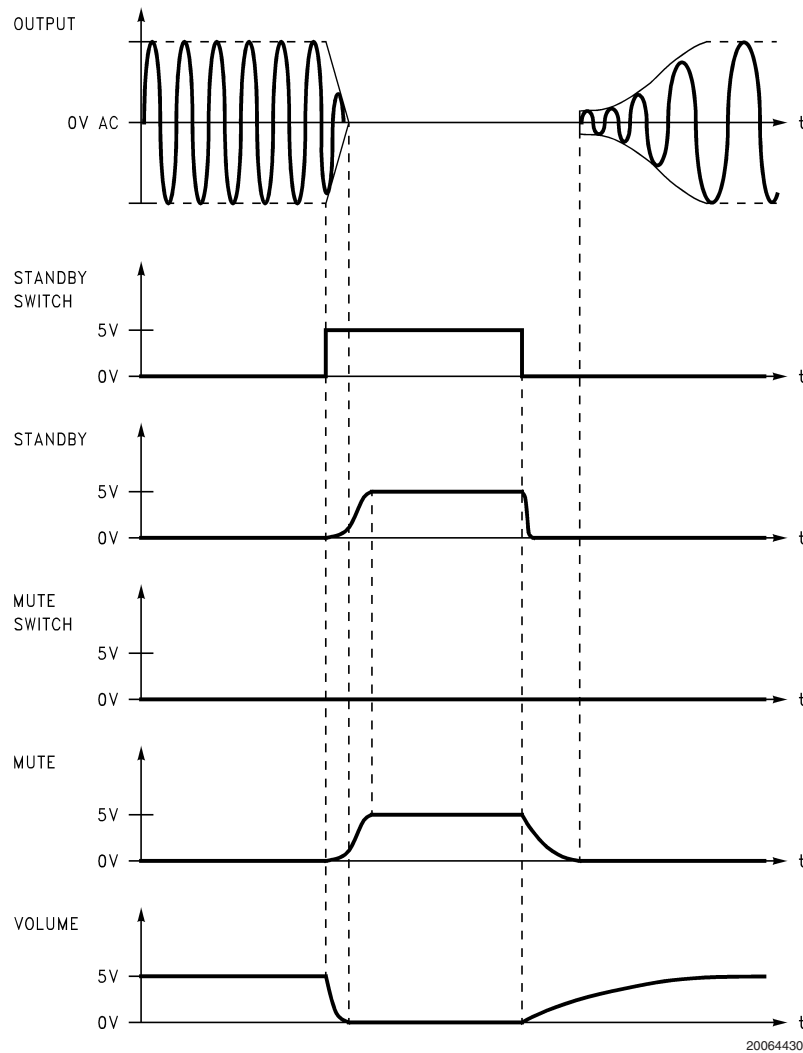 OUTPUT
0V AC
t
STANDBY
SWITCH
5V
0V
t
STANDBY
5V
0V
t
MUTE
SWITCH
5V
0V
t
MUTE
5V
0V
t
VOLUME
5V
0V
t
20064430